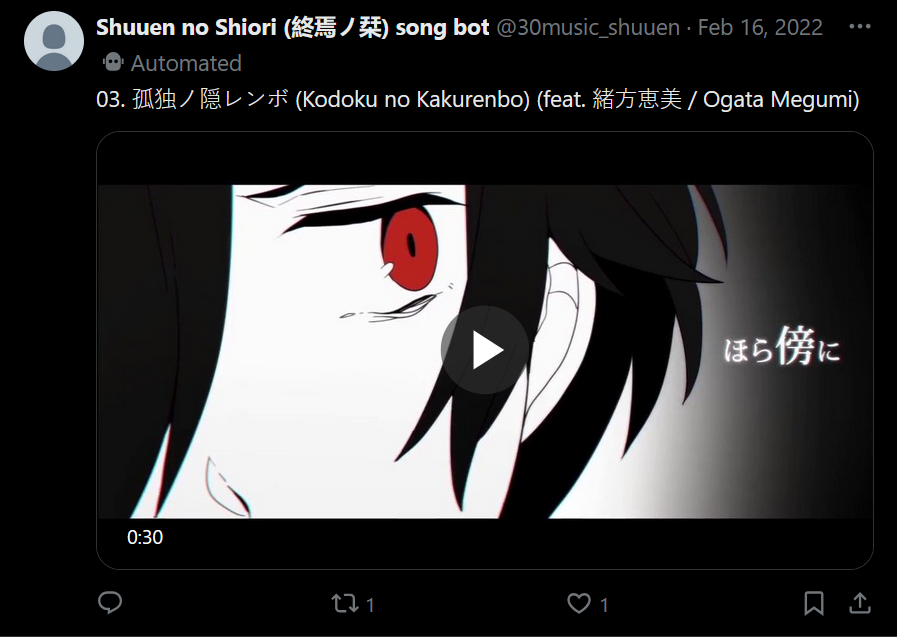 Shuuen no Shiori (終焉ノ栞) song bot @30music_shuuen · Feb 16, 2022
Automated
03. 孤独ノ隠レンボ (Kodoku no Kakurenbo) (feat. 緒方恵美 / Ogata Megumi)
ほら傍に
0:30
1
1